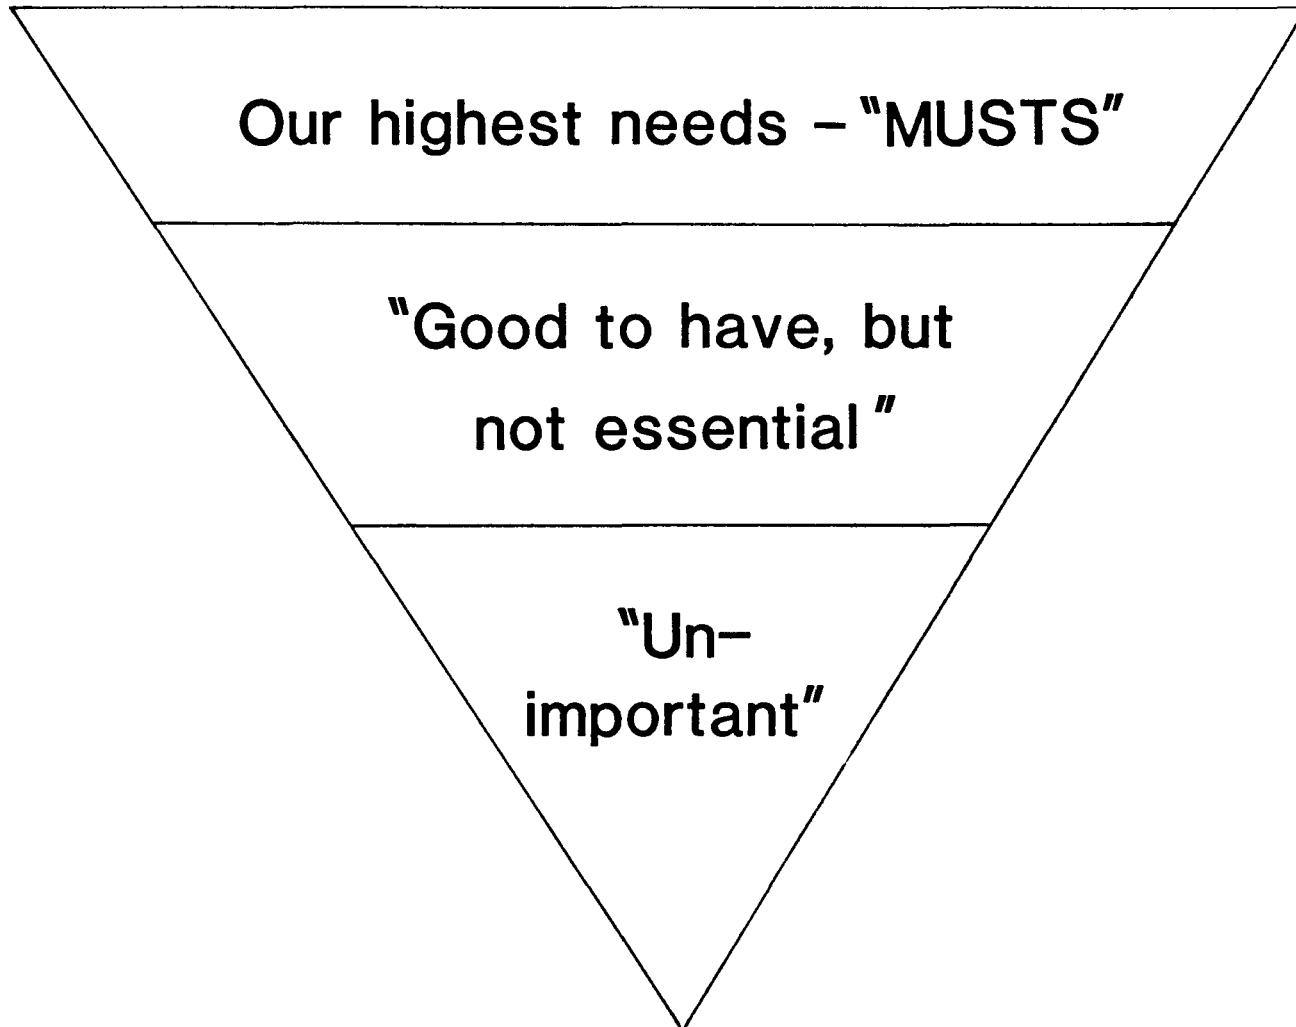 Our highest needs – "MUSTS"
"Good to have, but
not essential"
"Un–
important"